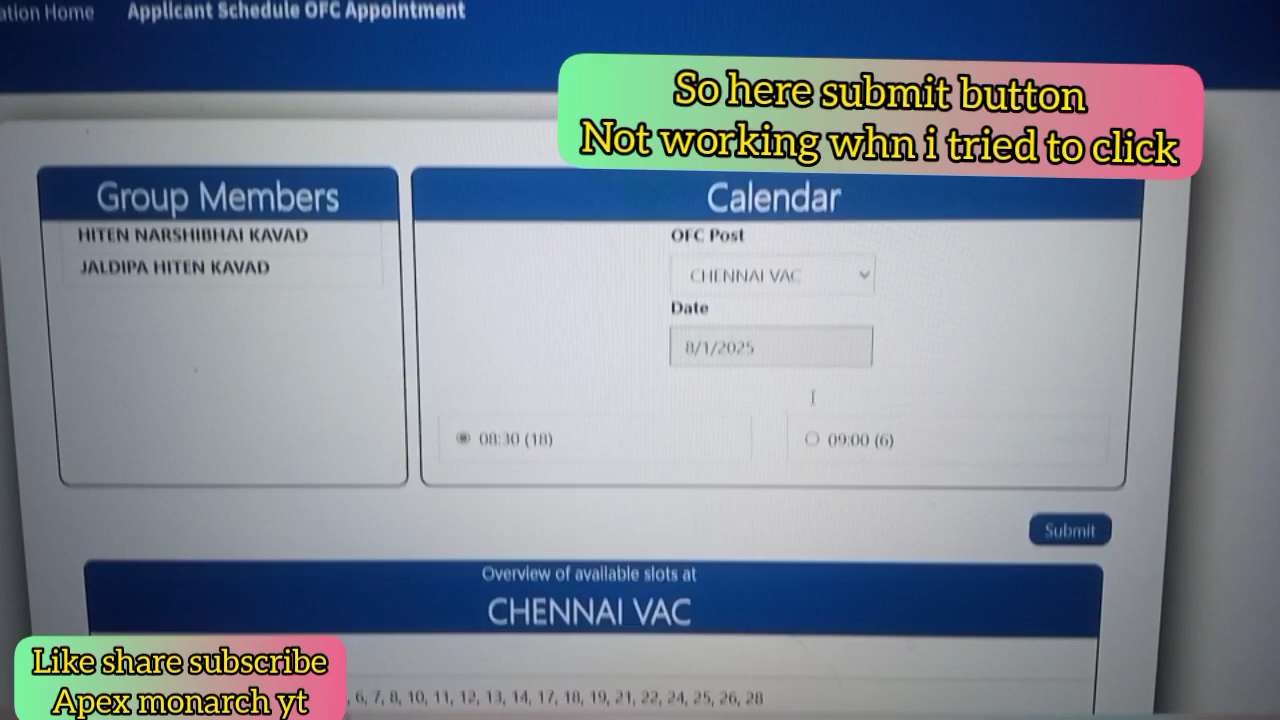 ation Home Applicant Schedule OFC Appointment
So here submit button
Not working whn i tried to click
Group Members
HITEN NARSHIBHAI KAVAD
JALDIPA HITEN KAVAD
Calendar
OFC Post
CHENNAI VAC
Date
8/1/2025
08:30 (18)
09:00 (6)
Submit
Overview of available slots at
CHENNAI VAC
Like share subscribe
Apex monarch yt
, 6, 7, 8, 10, 11, 12, 13, 14, 17, 18, 19, 21, 22, 24, 25, 26, 28